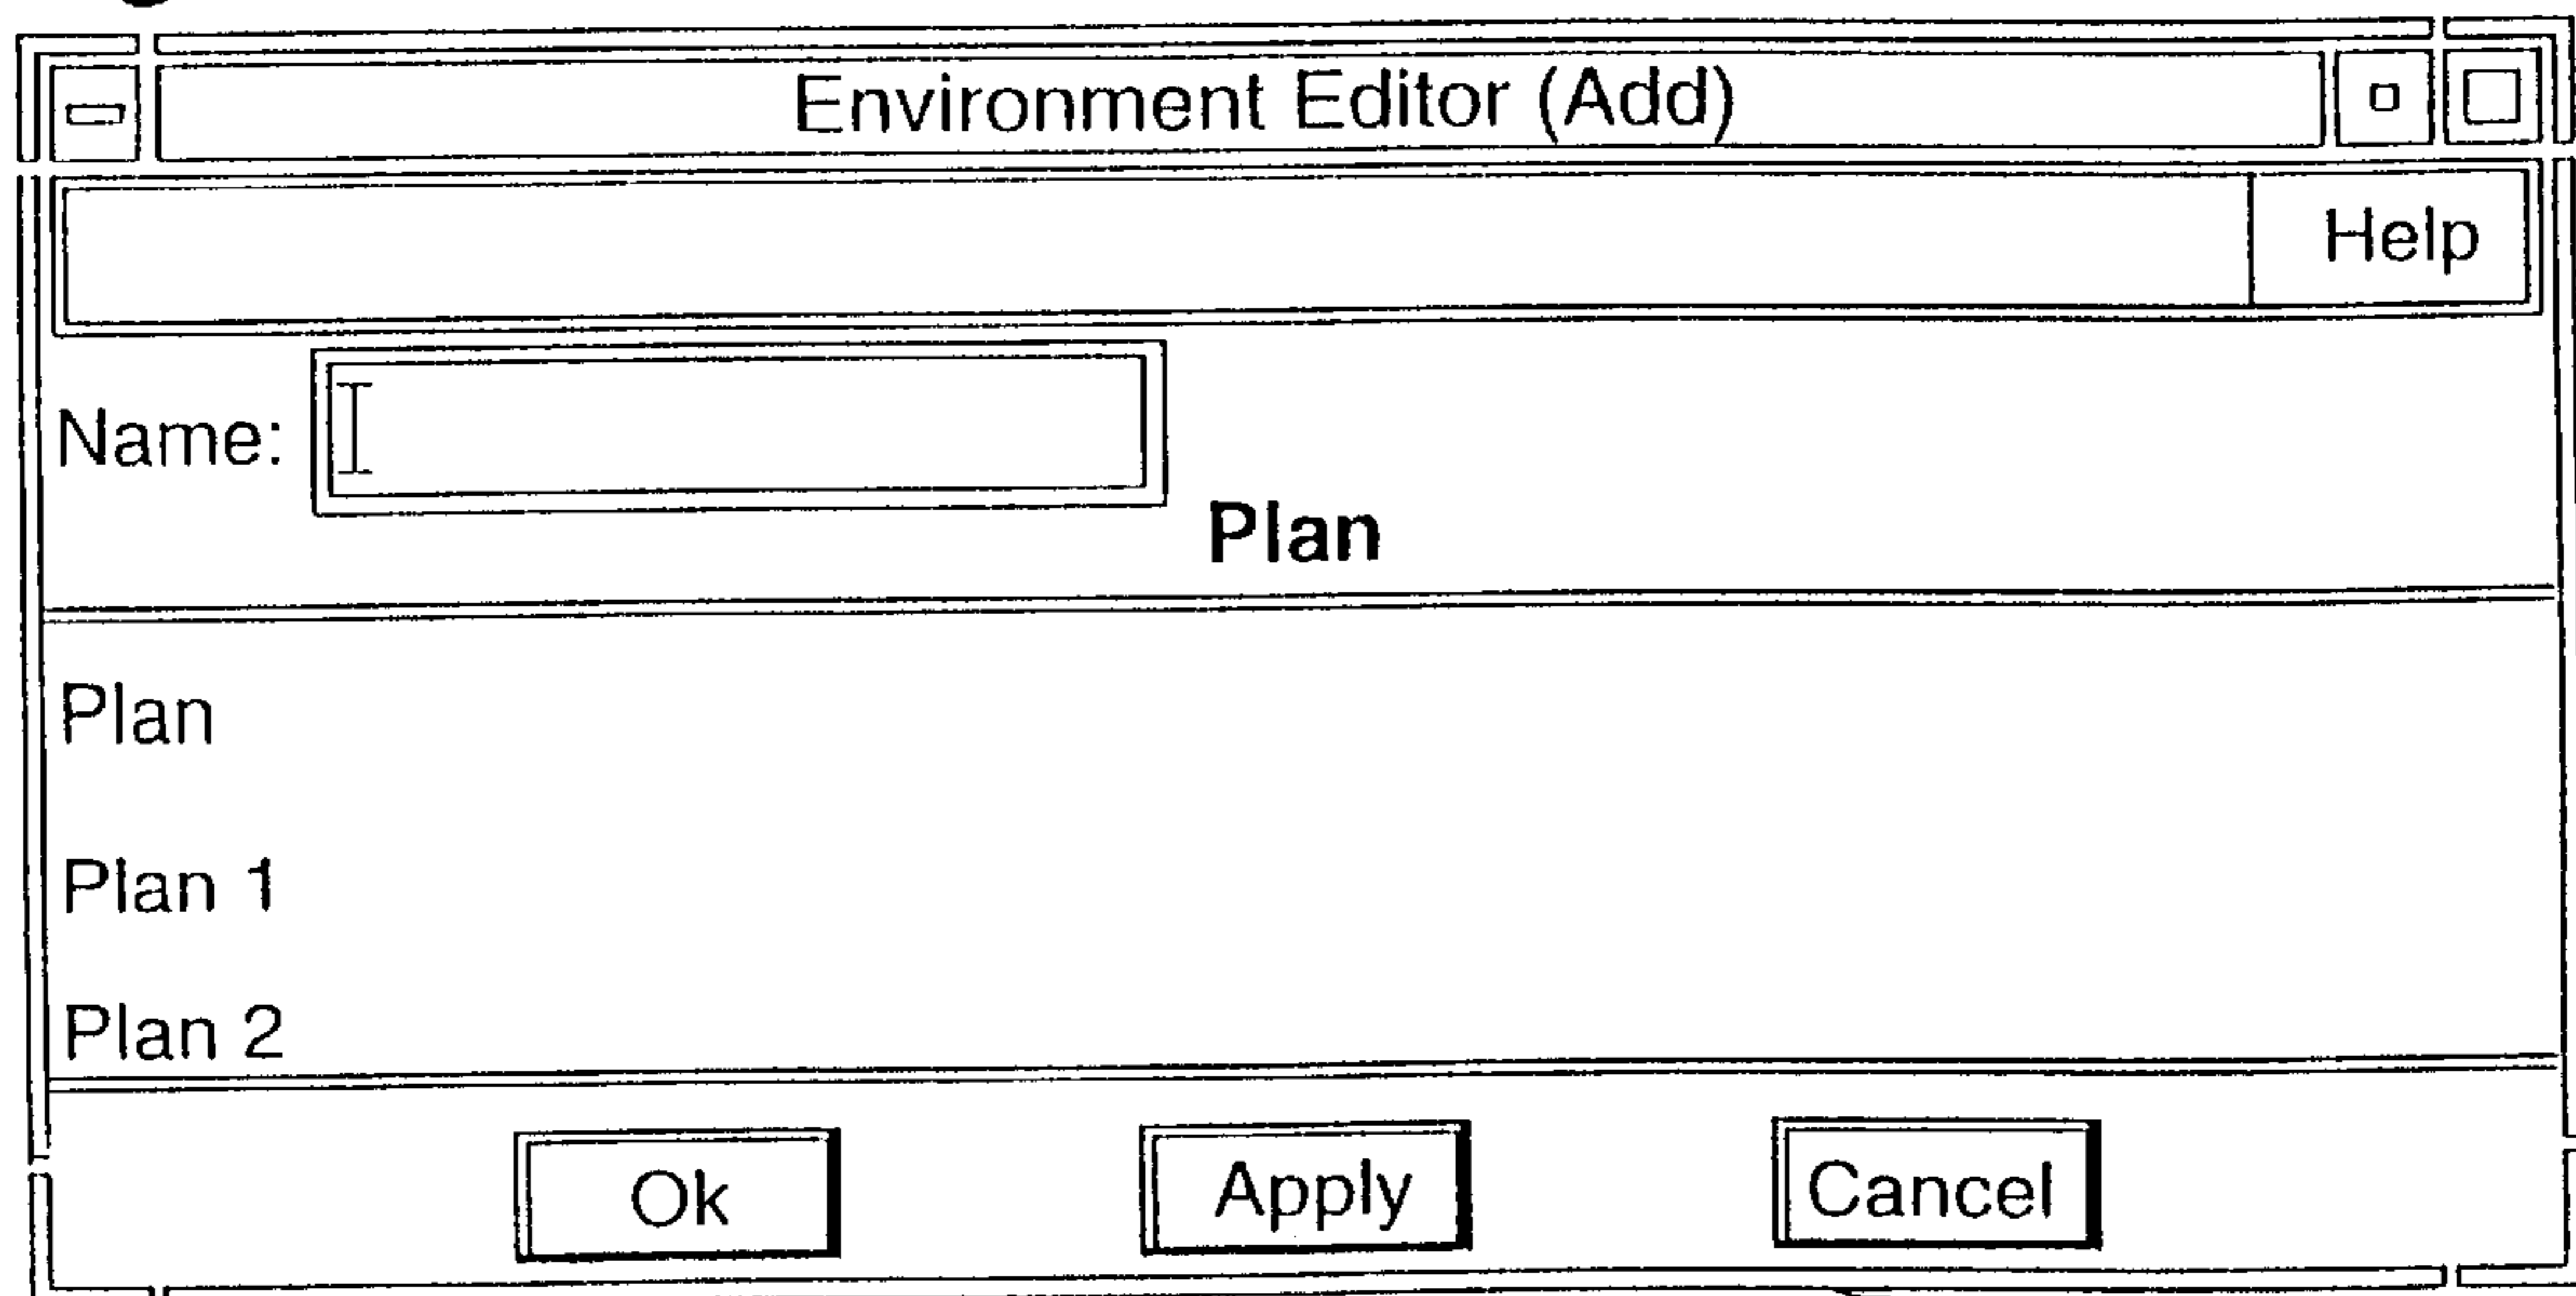 Environment Editor (Add)
Help
Name:
Plan
Plan
Plan 1
Plan 2
Ok Apply Cancel